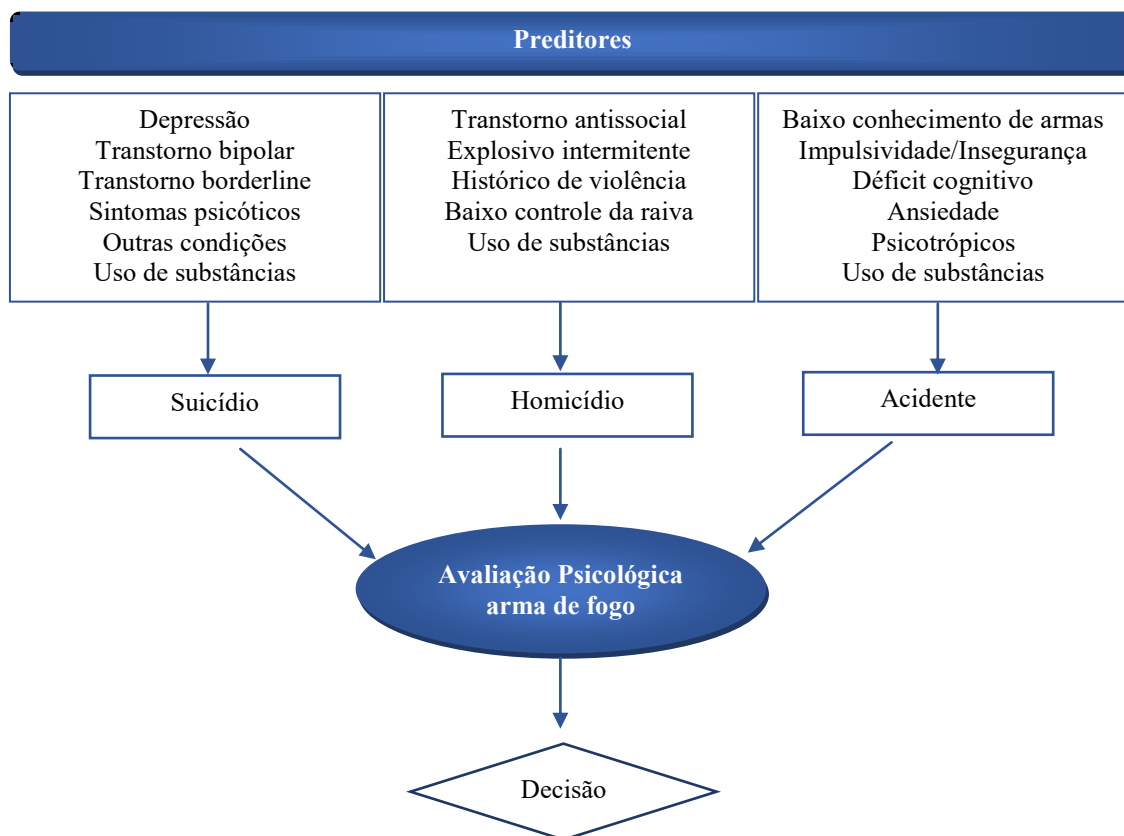 Preditores
Depressão
Transtorno bipolar
Transtorno borderline
Sintomas psicóticos
Outras condições
Uso de substâncias
Transtorno antissocial
Explosivo intermitente
Histórico de violência
Baixo controle da raiva
Uso de substâncias
Baixo conhecimento de armas
Impulsividade/Insegurança
Déficit cognitivo
Ansiedade
Psicotrópicos
Uso de substâncias
Suicídio
Homicídio
Acidente
Avaliação Psicológica
arma de fogo
Decisão